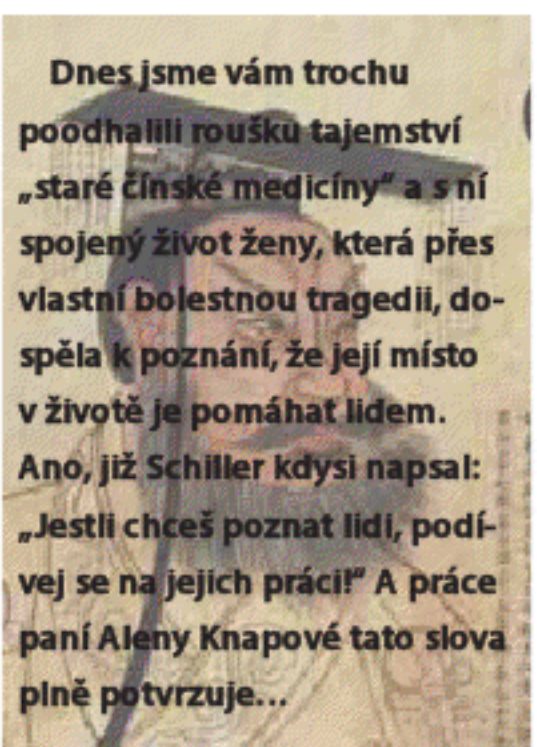 Dnes jsme vám trochu
poodhalili roušku tajemství
„staré čínské medicíny“ a s ní
spojený život ženy, která přes
vlastní bolestnou tragedii, do-
spěla k poznání, že její místo
v životě je pomáhat lidem.
Ano, již Schiller kdysi napsal:
„Jestli chceš poznat lidi, podí-
vej se na jejich práci!“ A práce
paní Aleny Knapové tato slova
plně potvrzuje...